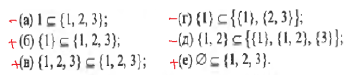 −(а) 1 ⊆ {1, 2, 3};
+(б) {1} ⊆ {1, 2, 3};
+(в) {1, 2, 3} ⊆ {1, 2, 3};
−(г) {1} ⊆ {{1}, {2, 3}};
−(д) {1, 2} ⊆ {{1}, {1, 2}, {3}};
+(е) ∅ ⊆ {1, 2, 3}.